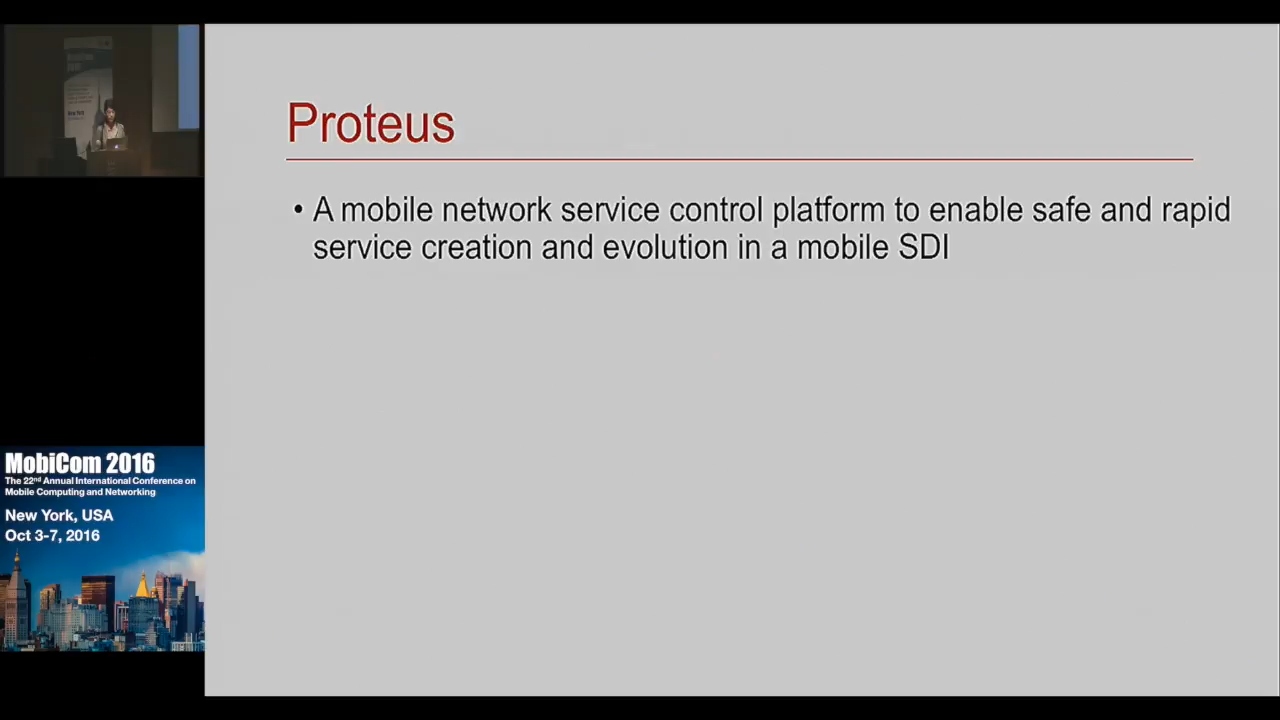 Proteus
• A mobile network service control platform to enable safe and rapid
service creation and evolution in a mobile SDI
MobiCom 2016
The 22nd Annual International Conference on
Mobile Computing and Networking
New York, USA
Oct 3-7, 2016